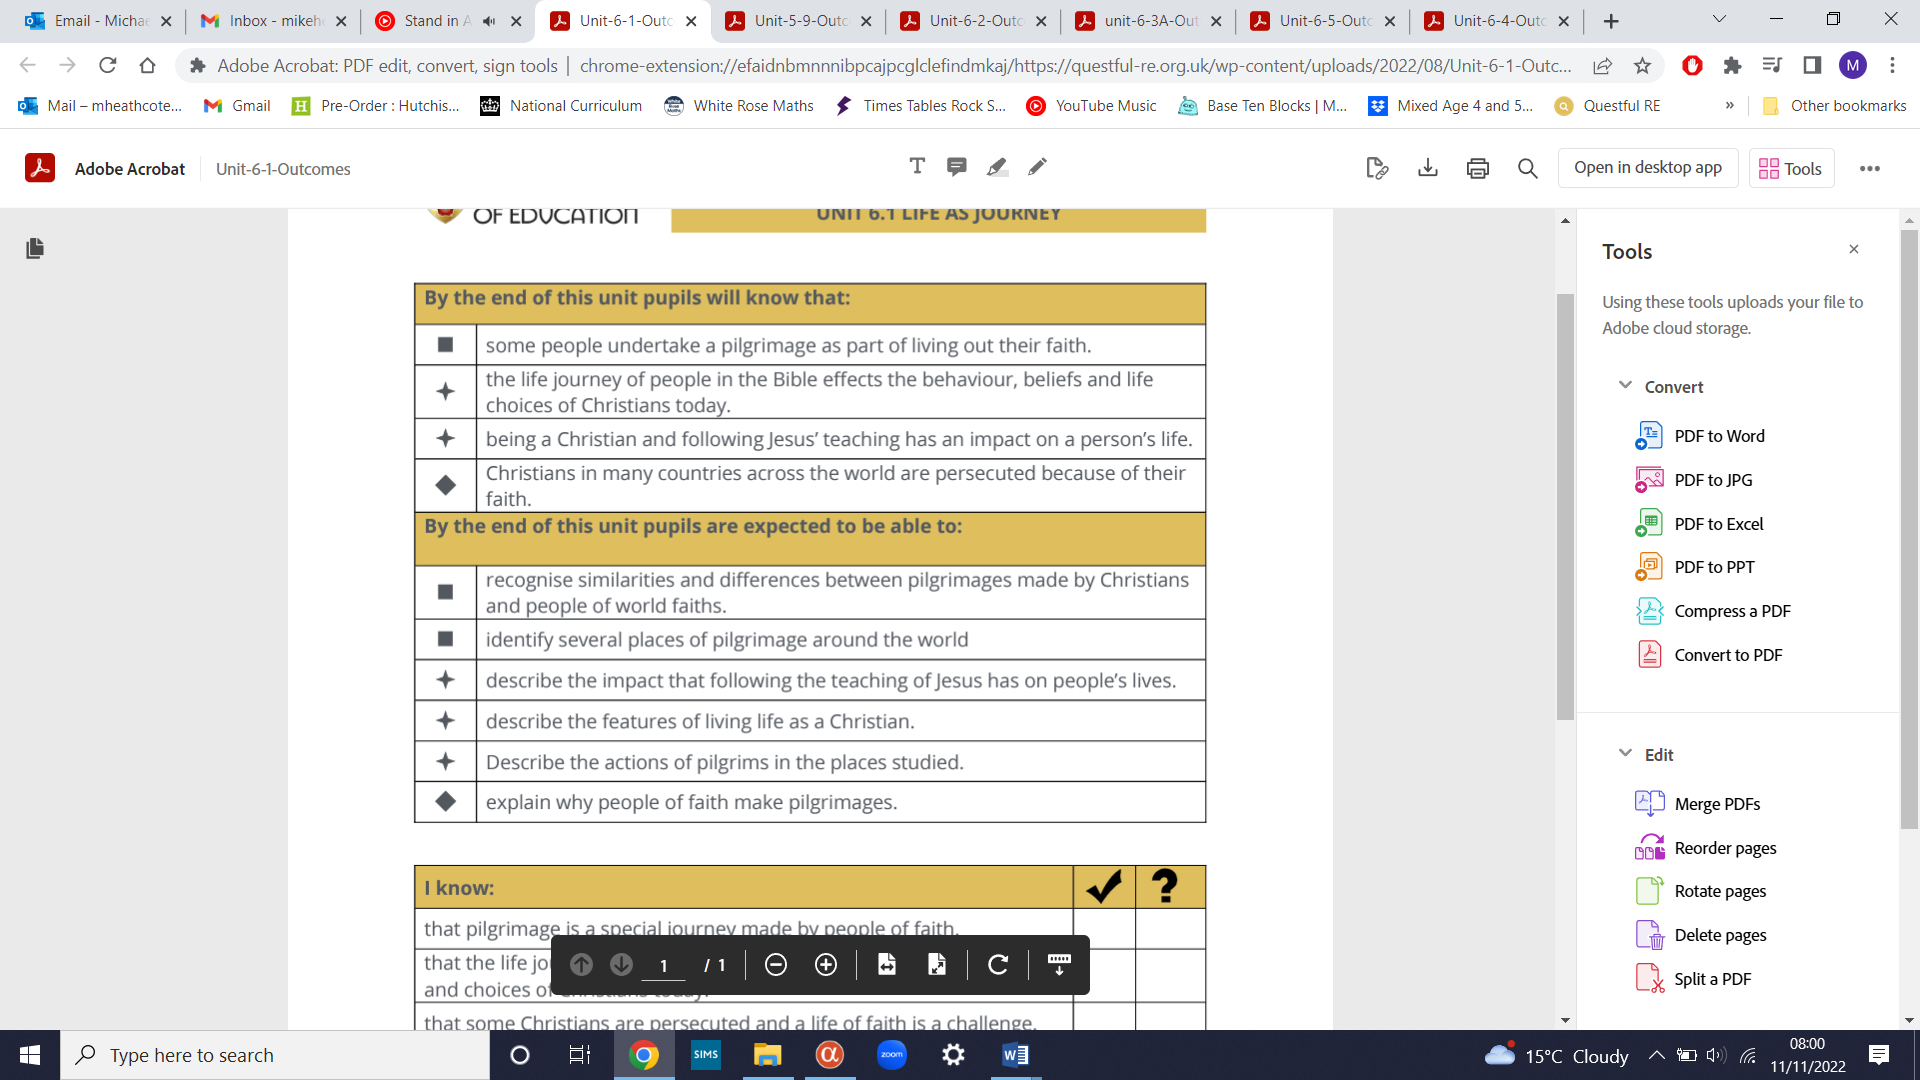 Email - Michae
Inbox - mikeh
Stand in A
Unit-6-1-Outc
Unit-5-9-Outc
Unit-6-2-Outc
unit-6-3A-Out
Unit-6-5-Outc
Unit-6-4-Outc
Adobe Acrobat: PDF edit, convert, sign tools | chrome-extension://efaidnbmnnnibpcajpcglclefindmkaj/https://questful-re.org.uk/wp-content/uploads/2022/08/Unit-6-1-Outc...
M
Mail – mheathcote...
Gmail
H
Pre-Order : Hutchis...
National Curriculum
White Rose Maths
Times Tables Rock S...
YouTube Music
Base Ten Blocks | M...
Mixed Age 4 and 5...
Questful RE
»
Other bookmarks
Adobe Acrobat
Unit-6-1-Outcomes
Open in desktop app
Tools
OF EDUCATION
UNIT 6.1 LIFE AS JOURNEY
By the end of this unit pupils will know that:
some people undertake a pilgrimage as part of living out their faith.
the life journey of people in the Bible effects the behaviour, beliefs and life
choices of Christians today.
being a Christian and following Jesus’ teaching has an impact on a person’s life.
Christians in many countries across the world are persecuted because of their
faith.
By the end of this unit pupils are expected to be able to:
recognise similarities and differences between pilgrimages made by Christians
and people of world faiths.
identify several places of pilgrimage around the world
describe the impact that following the teaching of Jesus has on people’s lives.
describe the features of living life as a Christian.
Describe the actions of pilgrims in the places studied.
explain why people of faith make pilgrimages.
I know:
?
that pilgrimage is a special journey made by people of faith.
that the life jou
and choices of Christians today.
that some Christians are persecuted and a life of faith is a challenge.
1 / 1
Tools
Using these tools uploads your file to
Adobe cloud storage.
Convert
PDF to Word
PDF to JPG
PDF to Excel
PDF to PPT
Compress a PDF
Convert to PDF
Edit
Merge PDFs
Reorder pages
Rotate pages
Delete pages
Split a PDF
Type here to search
SIMS
zoom
15°C Cloudy
08:00
11/11/2022